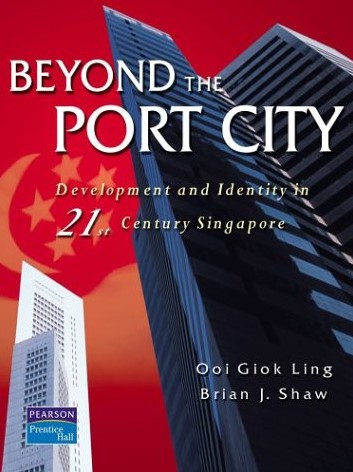 BEYOND THE
PORT CITY
Development and Identity in
21st Century Singapore
Ooi Giok Ling
Brian J. Shaw
PEARSON
Prentice
Hall